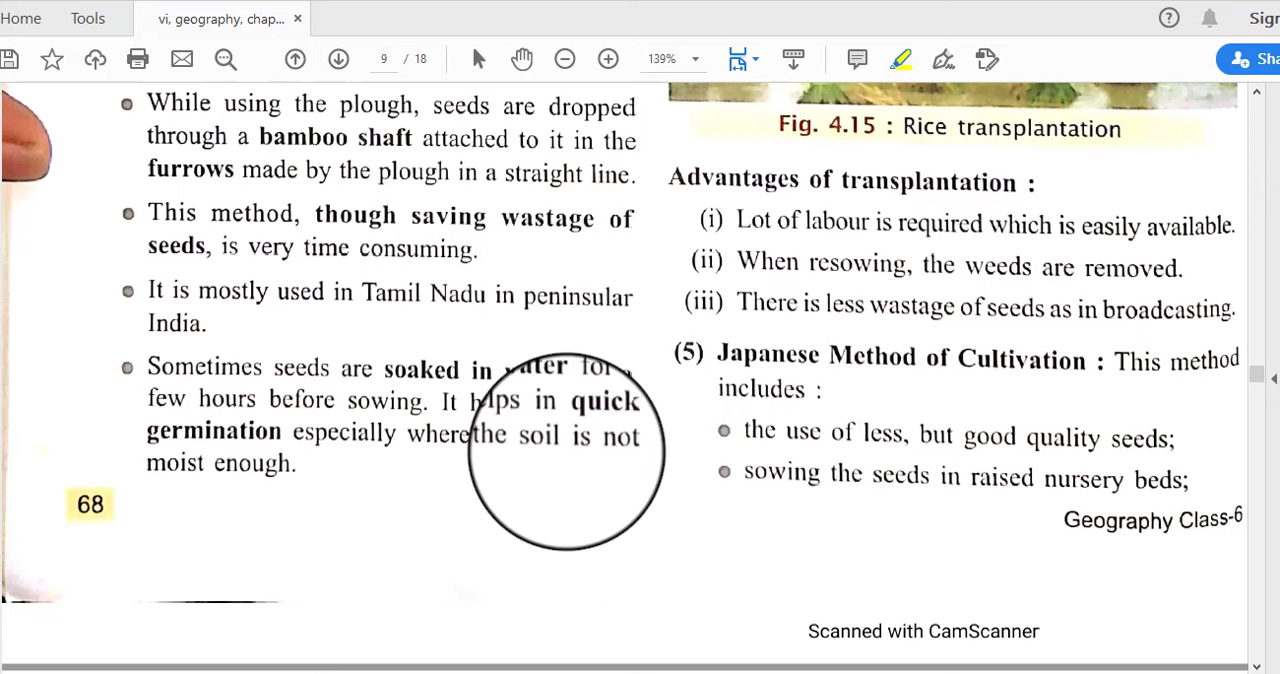 Home Tools vi, geography, chap... × Sign
9 / 18 139% Sha
While using the plough, seeds are dropped
through a bamboo shaft attached to it in the
furrows made by the plough in a straight line.
This method, though saving wastage of
seeds, is very time consuming.
It is mostly used in Tamil Nadu in peninsular
India.
Sometimes seeds are soaked in water for a
few hours before sowing. It helps in quick
germination especially where the soil is not
moist enough.
68
Fig. 4.15 : Rice transplantation
Advantages of transplantation :
(i) Lot of labour is required which is easily available.
(ii) When resowing, the weeds are removed.
(iii) There is less wastage of seeds as in broadcasting.
(5) Japanese Method of Cultivation : This method
includes :
the use of less, but good quality seeds;
sowing the seeds in raised nursery beds;
Geography Class-6
Scanned with CamScanner